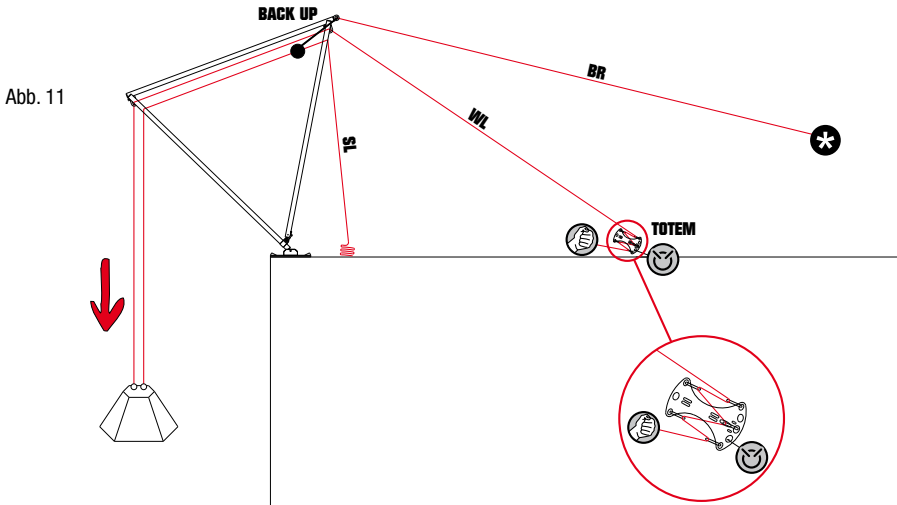 BACK UP
Abb. 11
BR
WL
SL
TOTEM